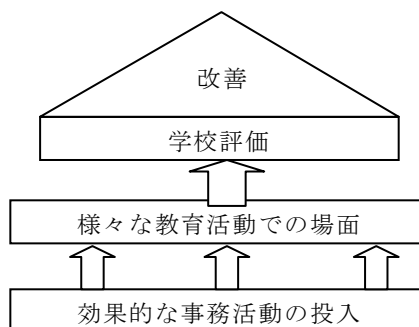 改善
学校評価
様々な教育活動での場面
効果的な事務活動の投入